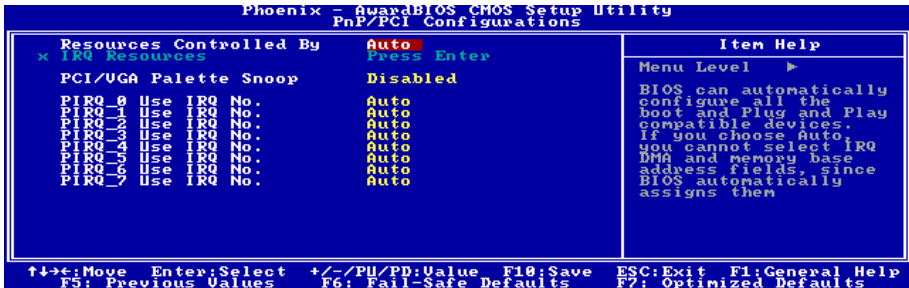 Phoenix - AwardBIOS CMOS Setup Utility
PnP/PCI Configurations
Resources Controlled By Auto
x IRQ Resources Press Enter
PCI/VGA Palette Snoop Disabled
PIRQ_0 Use IRQ No. Auto
PIRQ_1 Use IRQ No. Auto
PIRQ_2 Use IRQ No. Auto
PIRQ_3 Use IRQ No. Auto
PIRQ_4 Use IRQ No. Auto
PIRQ_5 Use IRQ No. Auto
PIRQ_6 Use IRQ No. Auto
PIRQ_7 Use IRQ No. Auto
Item Help
Menu Level ▶
BIOS can automatically
configure all the
boot and Plug and Play
compatible devices.
If you choose Auto,
you cannot select IRQ
DMA and memory base
address fields, since
BIOS automatically
assigns them
↑↓→←:Move Enter:Select +/-/PU/PD:Value F10:Save ESC:Exit F1:General Help
F5: Previous Values F6: Fail-Safe Defaults F7: Optimized Defaults